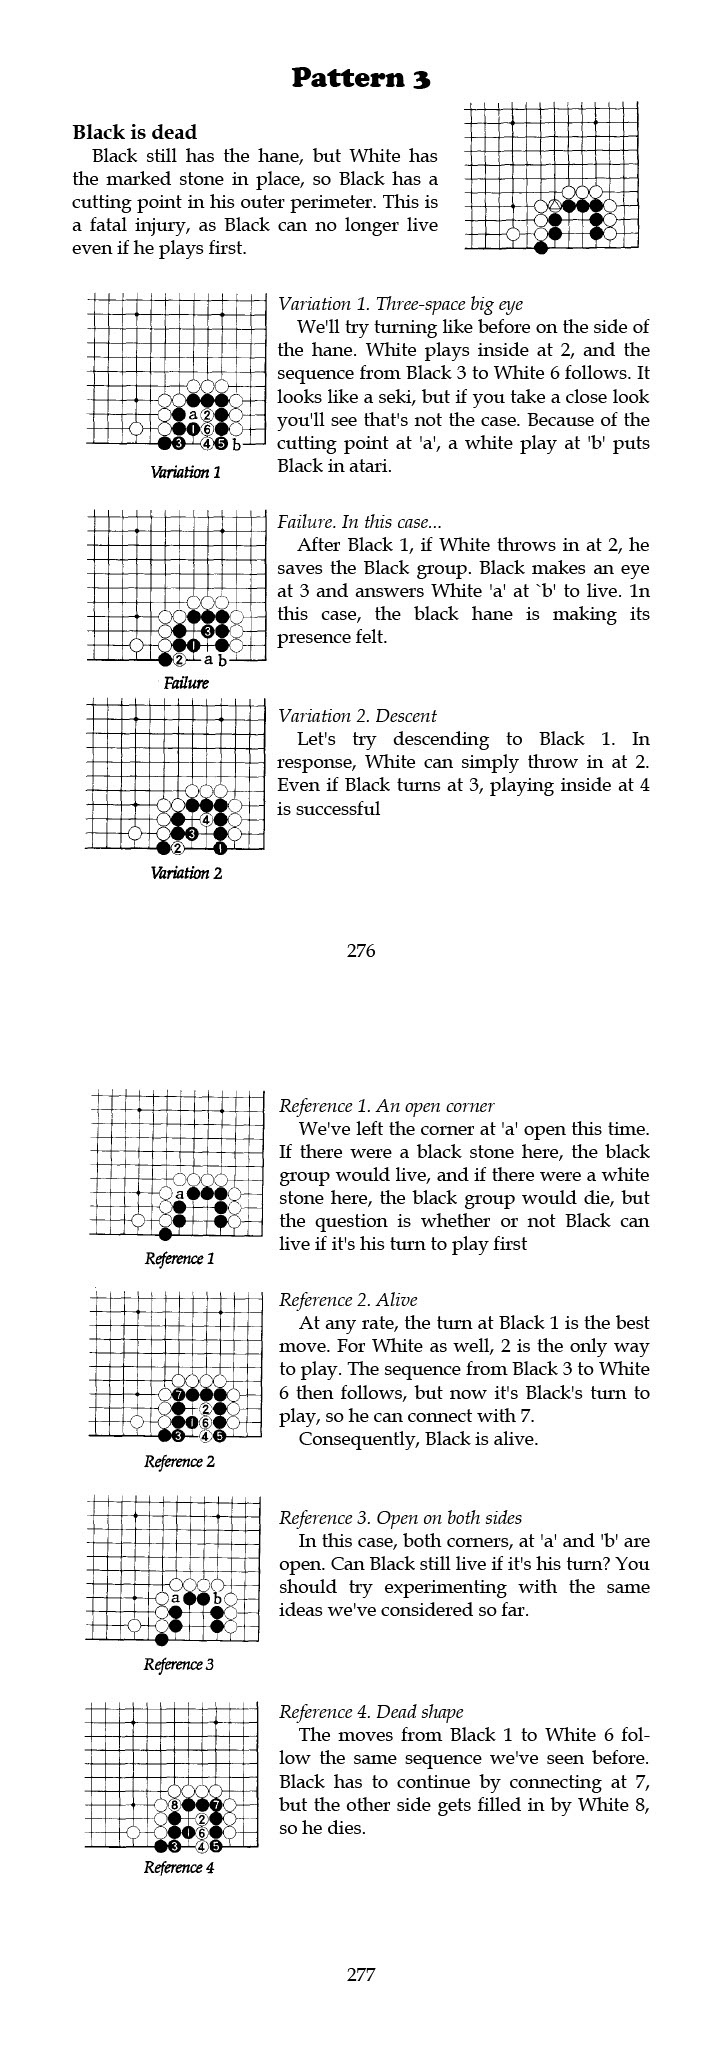 Pattern 3
Black is dead
Black still has the hane, but White has
the marked stone in place, so Black has a
cutting point in his outer perimeter. This is
a fatal injury, as Black can no longer live
even if he plays first.
Variation 1. Three-space big eye
We'll try turning like before on the side of
the hane. White plays inside at 2, and the
sequence from Black 3 to White 6 follows. It
looks like a seki, but if you take a close look
you'll see that's not the case. Because of the
cutting point at 'a', a white play at 'b' puts
Black in atari.
a 2
1 6
3 4 5 b
Variation 1
Failure. In this case...
After Black 1, if White throws in at 2, he
saves the Black group. Black makes an eye
at 3 and answers White 'a' at `b' to live. 1n
this case, the black hane is making its
presence felt.
3
1
2 a b
Failure
Variation 2. Descent
Let's try descending to Black 1. In
response, White can simply throw in at 2.
Even if Black turns at 3, playing inside at 4
is successful
4
3
2 1
Variation 2
276
Reference 1. An open corner
We've left the corner at 'a' open this time.
If there were a black stone here, the black
group would live, and if there were a white
stone here, the black group would die, but
the question is whether or not Black can
live if it's his turn to play first
a
Reference 1
Reference 2. Alive
At any rate, the turn at Black 1 is the best
move. For White as well, 2 is the only way
to play. The sequence from Black 3 to White
6 then follows, but now it's Black's turn to
play, so he can connect with 7.
Consequently, Black is alive.
7
2
1 6
3 4 5
Reference 2
Reference 3. Open on both sides
In this case, both corners, at 'a' and 'b' are
open. Can Black still live if it's his turn? You
should try experimenting with the same
ideas we've considered so far.
a b
Reference 3
Reference 4. Dead shape
The moves from Black 1 to White 6 fol-
low the same sequence we've seen before.
Black has to continue by connecting at 7,
but the other side gets filled in by White 8,
so he dies.
8 7
2
1 6
3 4 5
Reference 4
277